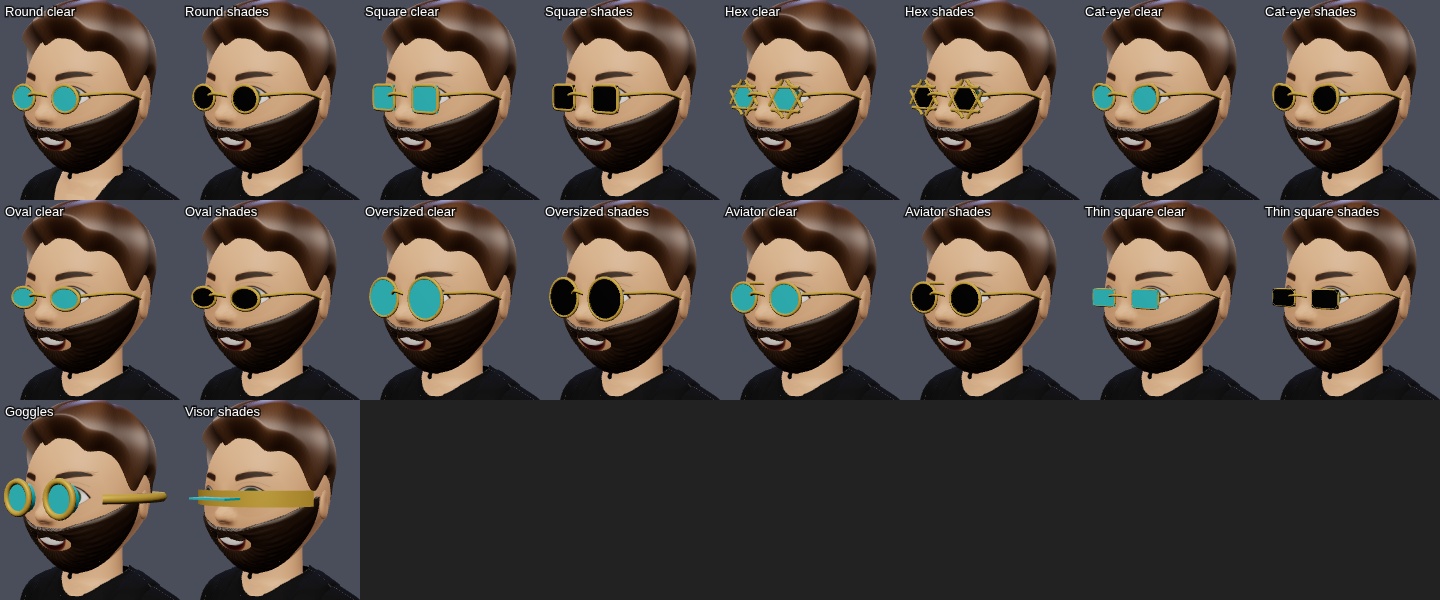 Round clear
Round shades
Square clear
Square shades
Hex clear
Hex shades
Cat-eye clear
Cat-eye shades
Oval clear
Oval shades
Oversized clear
Oversized shades
Aviator clear
Aviator shades
Thin square clear
Thin square shades
Goggles
Visor shades